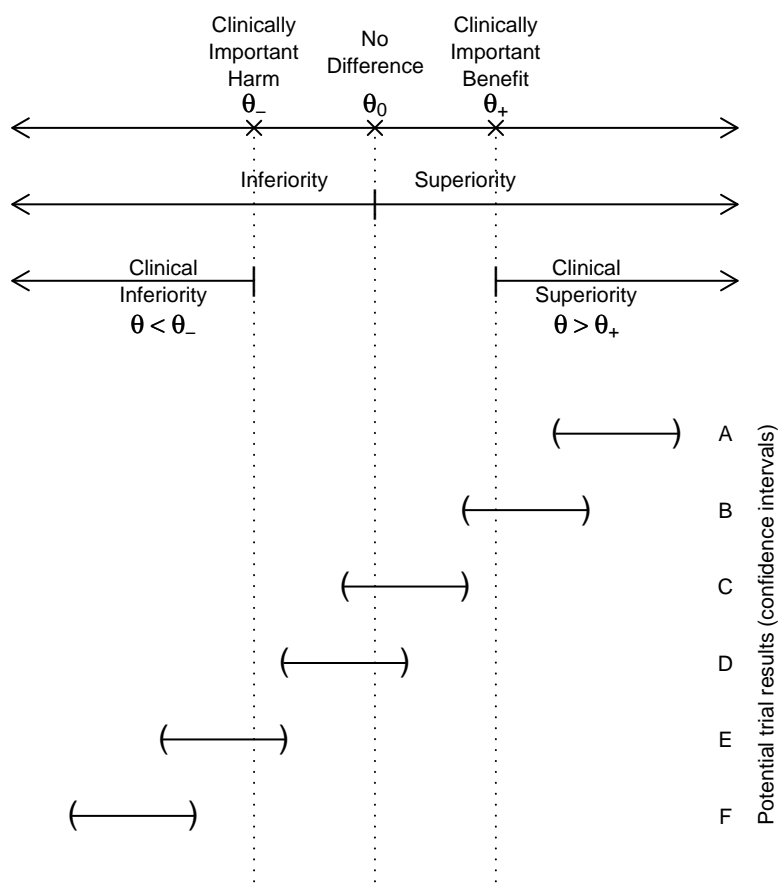 Clinically
Important
Harm
θ₋
No
Difference
θ₀
Clinically
Important
Benefit
θ₊
Inferiority
Superiority
Clinical
Inferiority
θ < θ₋
Clinical
Superiority
θ > θ₊
A
B
C
D
E
F
Potential trial results (confidence intervals)